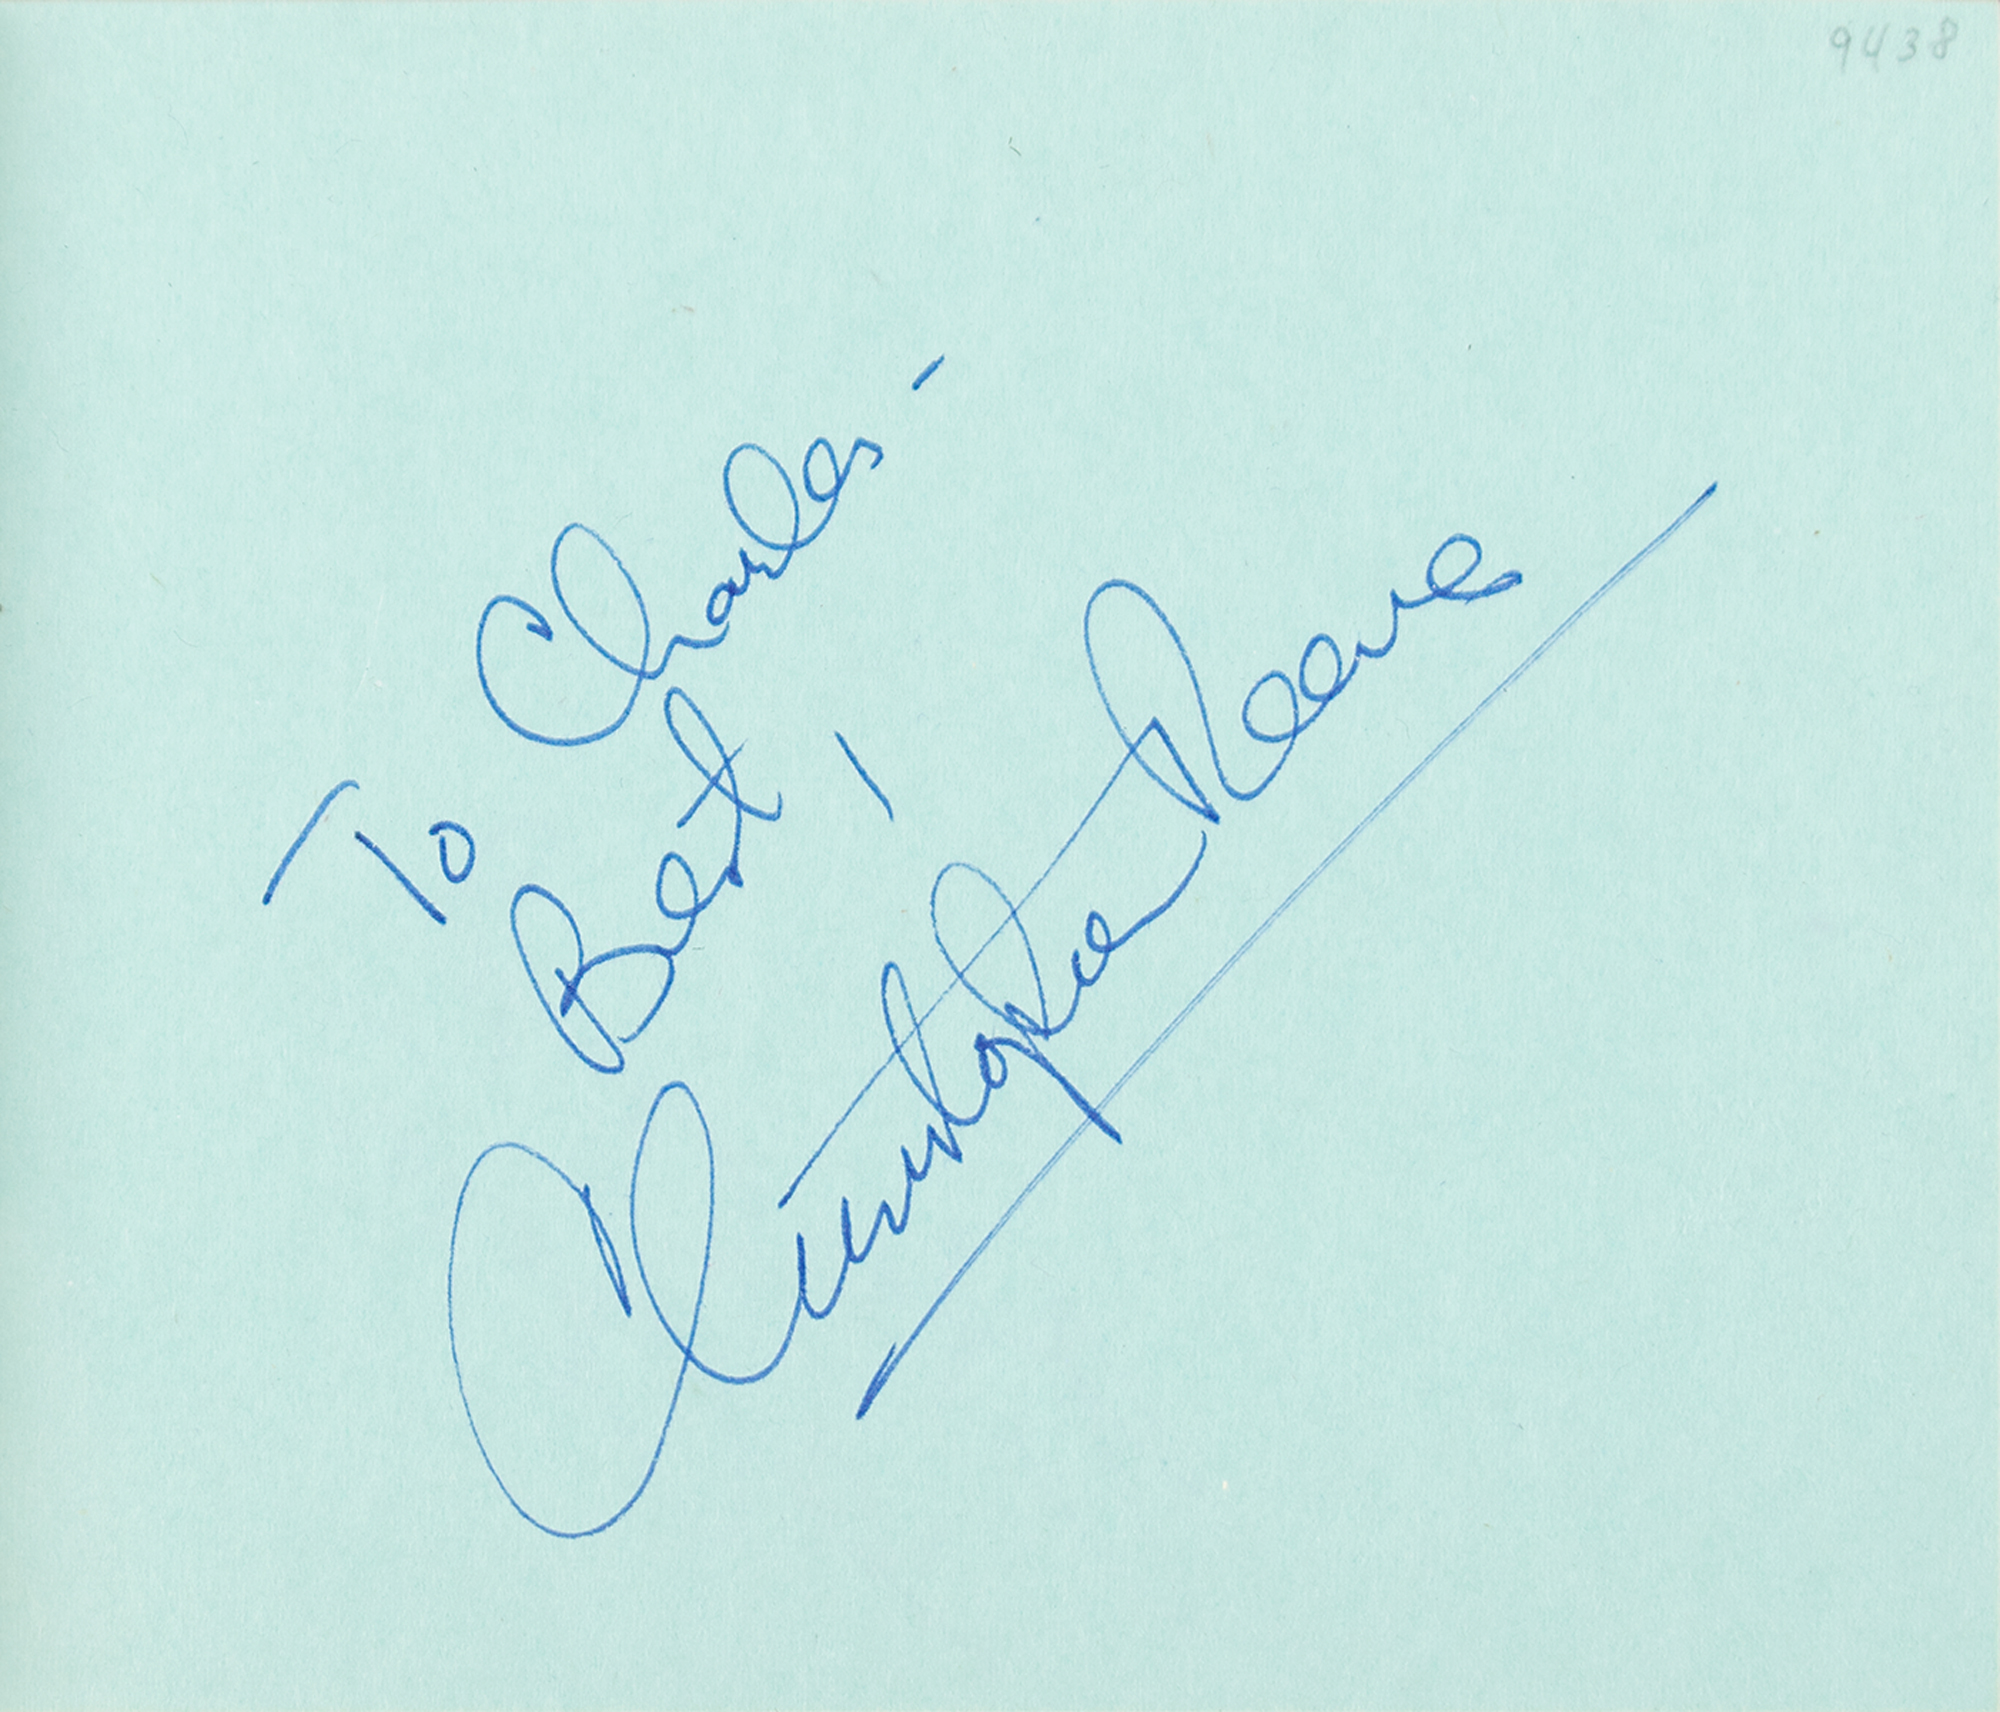 9438
To Charles -
Best,
Christopher Reeve